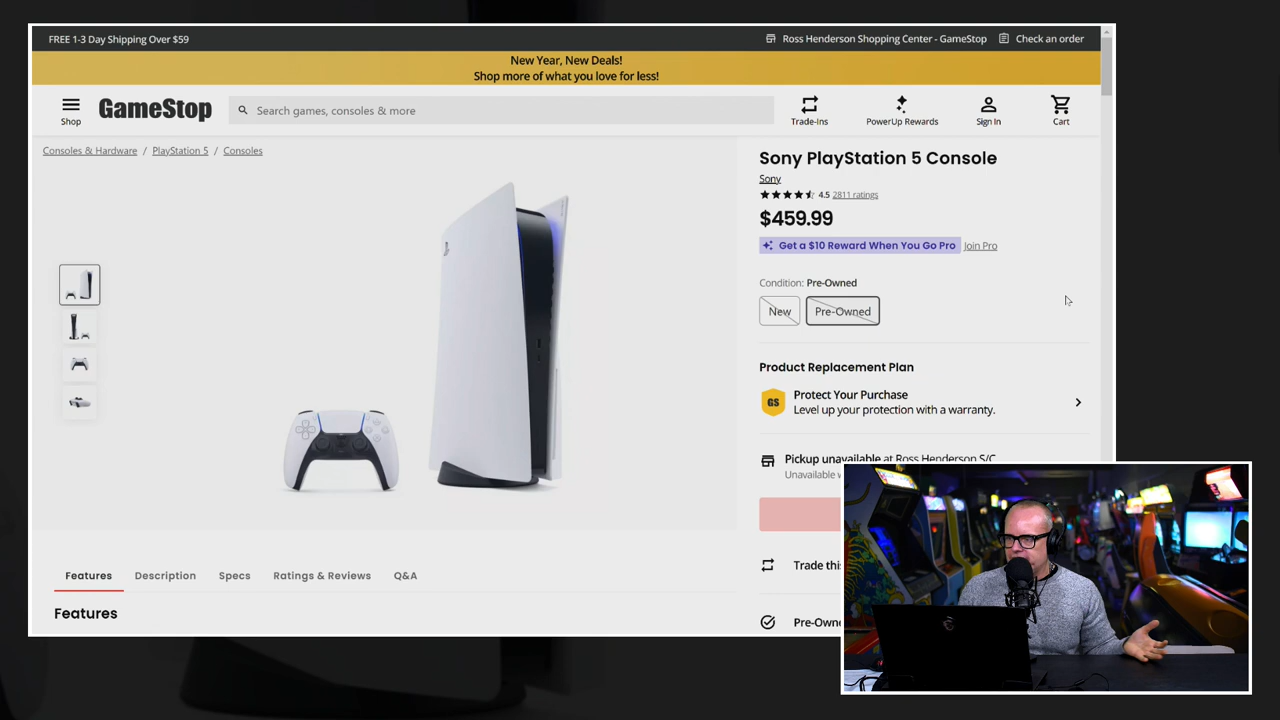 FREE 1-3 Day Shipping Over $59
Ross Henderson Shopping Center - GameStop
Check an order
New Year, New Deals!
Shop more of what you love for less!
Shop
GameStop
Search games, consoles & more
Trade-Ins
PowerUp Rewards
Sign In
Cart
Consoles & Hardware / PlayStation 5 / Consoles
Sony PlayStation 5 Console
Sony
4.5 2811 ratings
$459.99
Get a $10 Reward When You Go Pro Join Pro
Condition: Pre-Owned
New
Pre-Owned
Product Replacement Plan
GS
Protect Your Purchase
Level up your protection with a warranty.
Pickup unavailable at Ross Henderson S/C
Unavailable
Trade
Features
Description
Specs
Ratings & Reviews
Q&A
Features